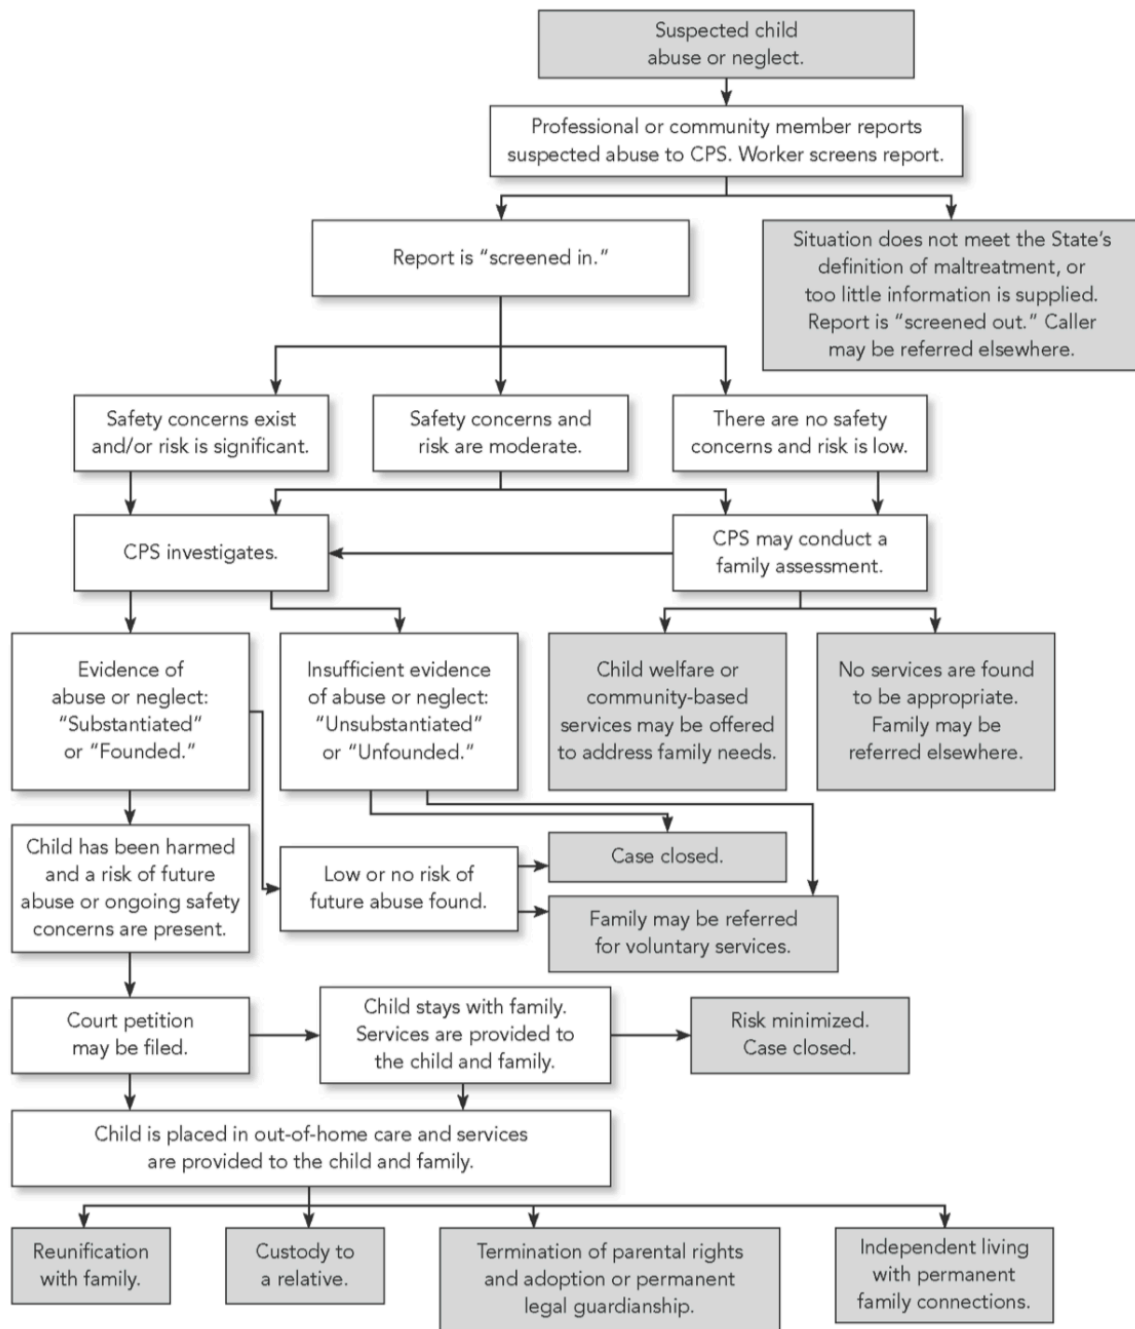 Suspected child
abuse or neglect.
Professional or community member reports
suspected abuse to CPS. Worker screens report.
Report is “screened in.”
Situation does not meet the State’s
definition of maltreatment, or
too little information is supplied.
Report is “screened out.” Caller
may be referred elsewhere.
Safety concerns exist
and/or risk is significant.
Safety concerns and
risk are moderate.
There are no safety
concerns and risk is low.
CPS investigates.
CPS may conduct a
family assessment.
Evidence of
abuse or neglect:
“Substantiated”
or “Founded.”
Insufficient evidence
of abuse or neglect:
“Unsubstantiated”
or “Unfounded.”
Child welfare or
community-based
services may be offered
to address family needs.
No services are found
to be appropriate.
Family may be
referred elsewhere.
Child has been harmed
and a risk of future
abuse or ongoing safety
concerns are present.
Low or no risk of
future abuse found.
Case closed.
Family may be referred
for voluntary services.
Court petition
may be filed.
Child stays with family.
Services are provided to
the child and family.
Risk minimized.
Case closed.
Child is placed in out-of-home care and services
are provided to the child and family.
Reunification
with family.
Custody to
a relative.
Termination of parental rights
and adoption or permanent
legal guardianship.
Independent living
with permanent
family connections.